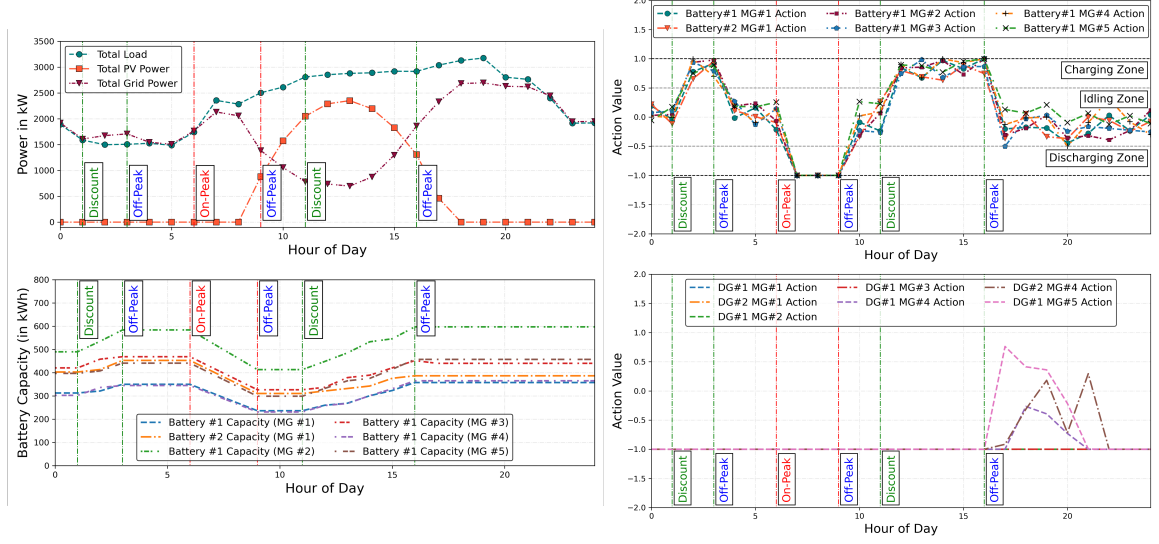 3500
3000
2500
2000
1500
1000
500
0
Power in kW
Total Load
Total PV Power
Total Grid Power
Discount
Off-Peak
On-Peak
Off-Peak
Discount
Off-Peak
0 5 10 15 20
Hour of Day
Battery#1 MG#1 Action Battery#1 MG#2 Action Battery#1 MG#4 Action
Battery#2 MG#1 Action Battery#1 MG#3 Action Battery#1 MG#5 Action
1.0
0.5
0.0
−0.5
−1.0
−1.5
−2.0
Action Value
Charging Zone
Idling Zone
Discharging Zone
Discount
Off-Peak
On-Peak
Off-Peak
Discount
Off-Peak
0 5 10 15 20
Hour of Day
800
700
600
500
400
300
200
100
0
Battery Capacity (in kWh)
Discount
Off-Peak
On-Peak
Off-Peak
Discount
Off-Peak
Battery #1 Capacity (MG #1) Battery #1 Capacity (MG #3)
Battery #2 Capacity (MG #1) Battery #1 Capacity (MG #4)
Battery #1 Capacity (MG #2) Battery #1 Capacity (MG #5)
0 5 10 15 20
Hour of Day
2.0
1.5
1.0
0.5
0.0
−0.5
−1.0
−1.5
−2.0
Action Value
DG#1 MG#1 Action DG#1 MG#3 Action DG#2 MG#4 Action
DG#2 MG#1 Action DG#1 MG#4 Action DG#1 MG#5 Action
DG#1 MG#2 Action
Discount
Off-Peak
On-Peak
Off-Peak
Discount
Off-Peak
0 5 10 15 20
Hour of Day